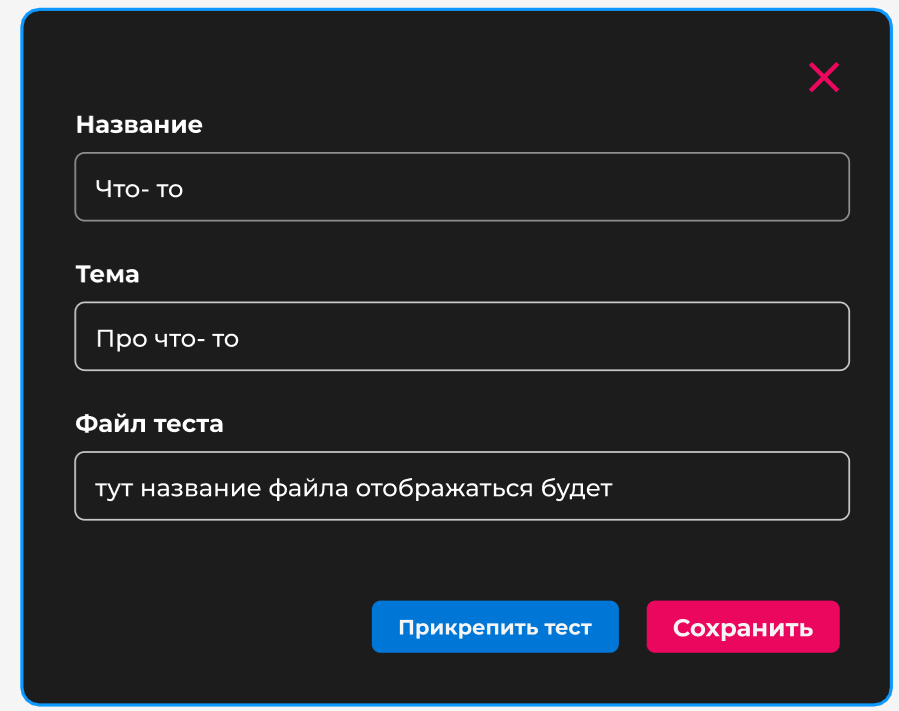 Название
Что- то
Тема
Про что- то
Файл теста
тут название файла отображаться будет
Прикрепить тест
Сохранить